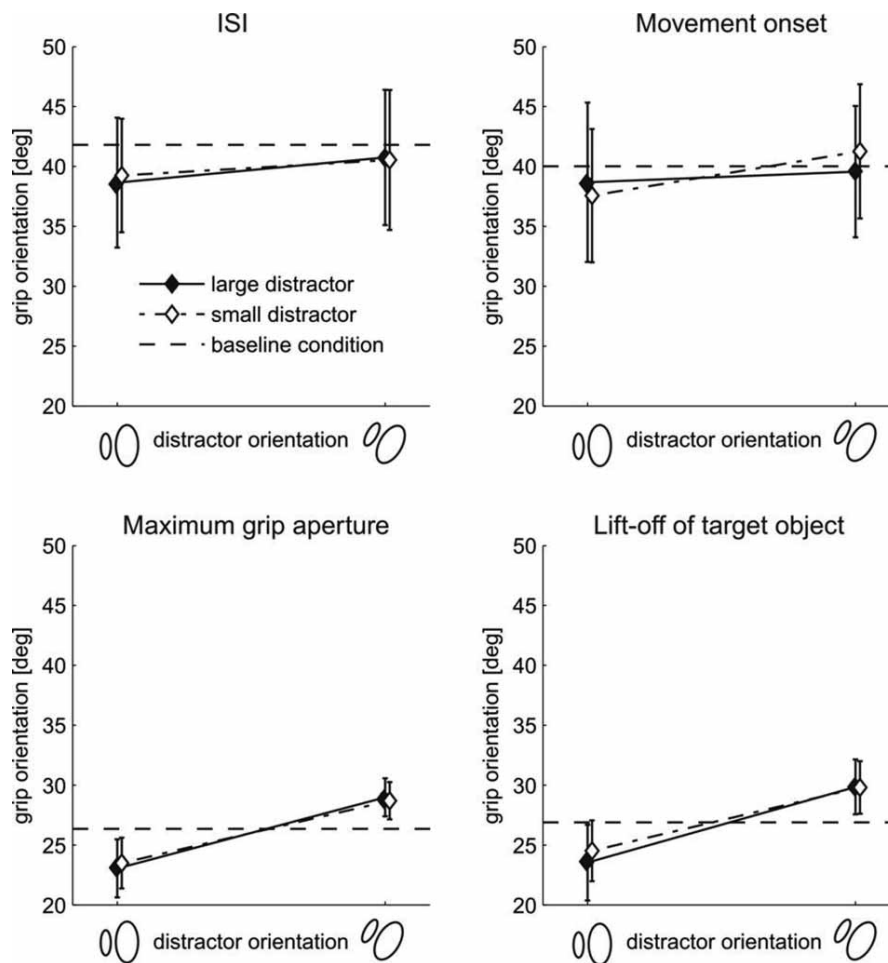 ISI
grip orientation [deg]
50
45
40
35
30
25
20
large distractor
small distractor
baseline condition
distractor orientation
Movement onset
grip orientation [deg]
50
45
40
35
30
25
20
distractor orientation
Maximum grip aperture
grip orientation [deg]
50
45
40
35
30
25
20
distractor orientation
Lift-off of target object
grip orientation [deg]
50
45
40
35
30
25
20
distractor orientation